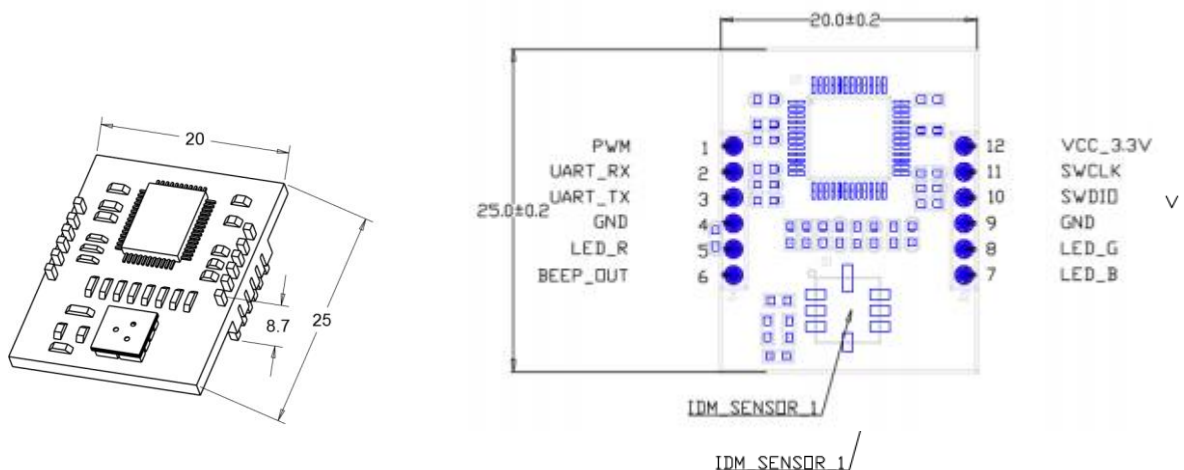 20
8.7
25
20.0±0.2
25.0±0.2
PWM 1
UART_RX 2
UART_TX 3
GND 4
LED_R 5
BEEP_OUT 6
12 VCC_3.3V
11 SWCLK
10 SWDIO
9 GND
8 LED_G
7 LED_B
V
IDM_SENSOR_1
IDM_SENSOR_1